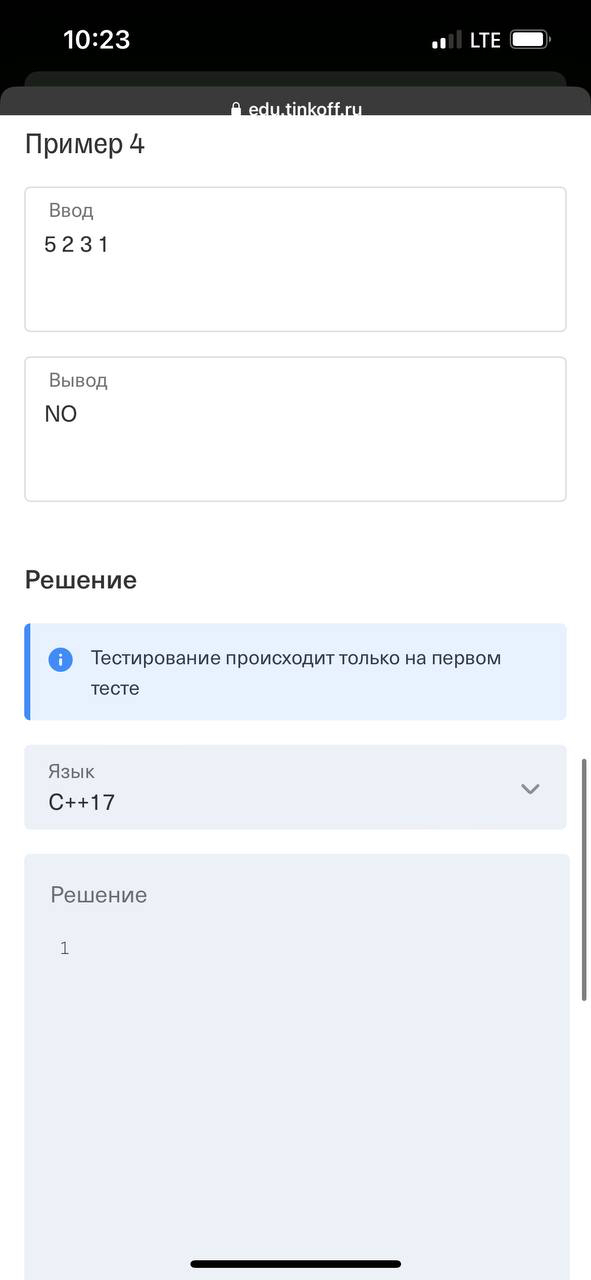 10:23
LTE
edu.tinkoff.ru
Пример 4
Ввод
5 2 3 1
Вывод
NO
Решение
Тестирование происходит только на первом
тесте
Язык
C++17
Решение
1